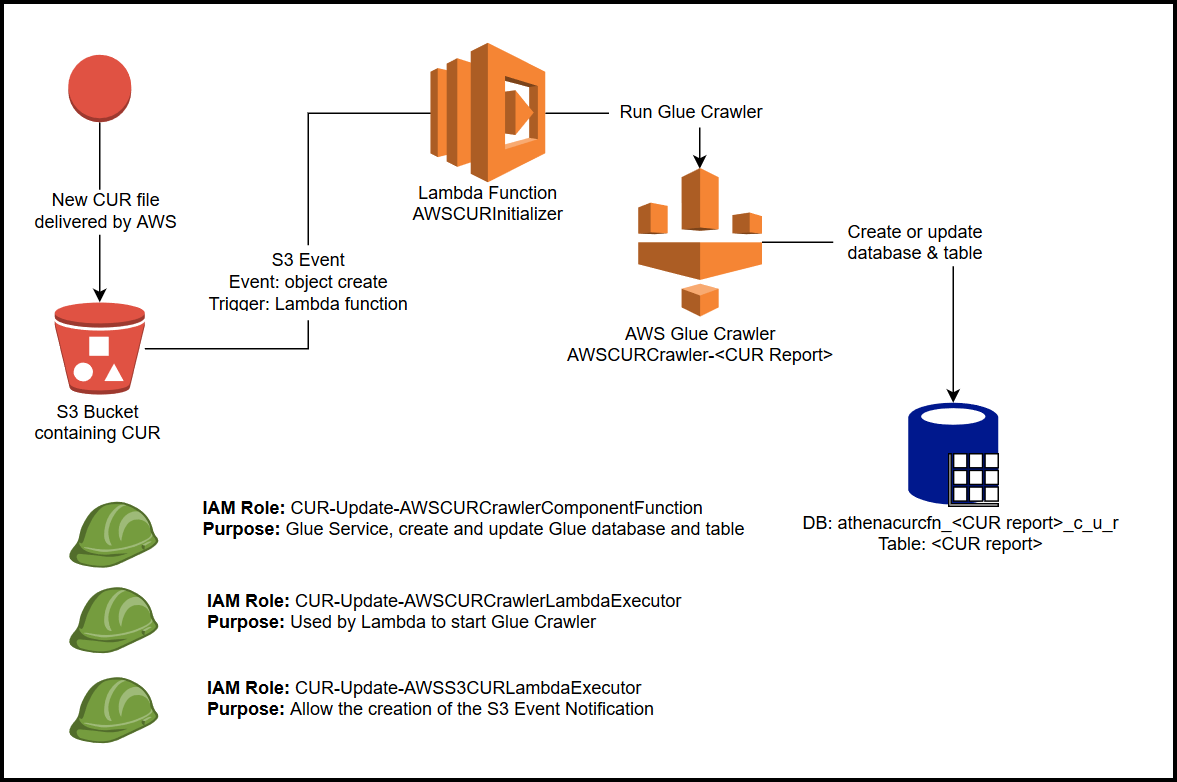 New CUR file
delivered by AWS
S3 Bucket
containing CUR
S3 Event
Event: object create
Trigger: Lambda function
Lambda Function
AWSCURInitializer
Run Glue Crawler
AWS Glue Crawler
AWSCURCrawler-<CUR Report>
Create or update
database & table
DB: athenacurcfn_<CUR report>_c_u_r
Table: <CUR report>
IAM Role: CUR-Update-AWSCURCrawlerComponentFunction
Purpose: Glue Service, create and update Glue database and table
IAM Role: CUR-Update-AWSCURCrawlerLambdaExecutor
Purpose: Used by Lambda to start Glue Crawler
IAM Role: CUR-Update-AWSS3CURLambdaExecutor
Purpose: Allow the creation of the S3 Event Notification